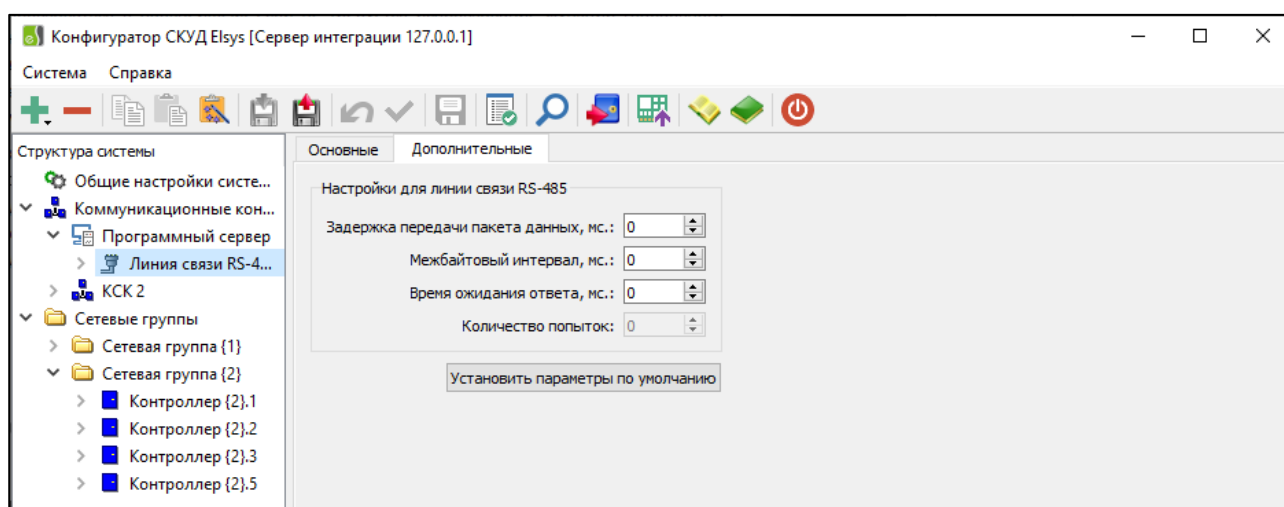 Конфигуратор СКУД Elsys [Сервер интеграции 127.0.0.1]
Система Справка
Структура системы
Общие настройки систе...
Коммуникационные кон...
Программный сервер
Линия связи RS-4...
КСК 2
Сетевые группы
Сетевая группа {1}
Сетевая группа {2}
Контроллер {2}.1
Контроллер {2}.2
Контроллер {2}.3
Контроллер {2}.5
Основные Дополнительные
Настройки для линии связи RS-485
Задержка передачи пакета данных, мс.: 0
Межбайтовый интервал, мс.: 0
Время ожидания ответа, мс.: 0
Количество попыток: 0
Установить параметры по умолчанию